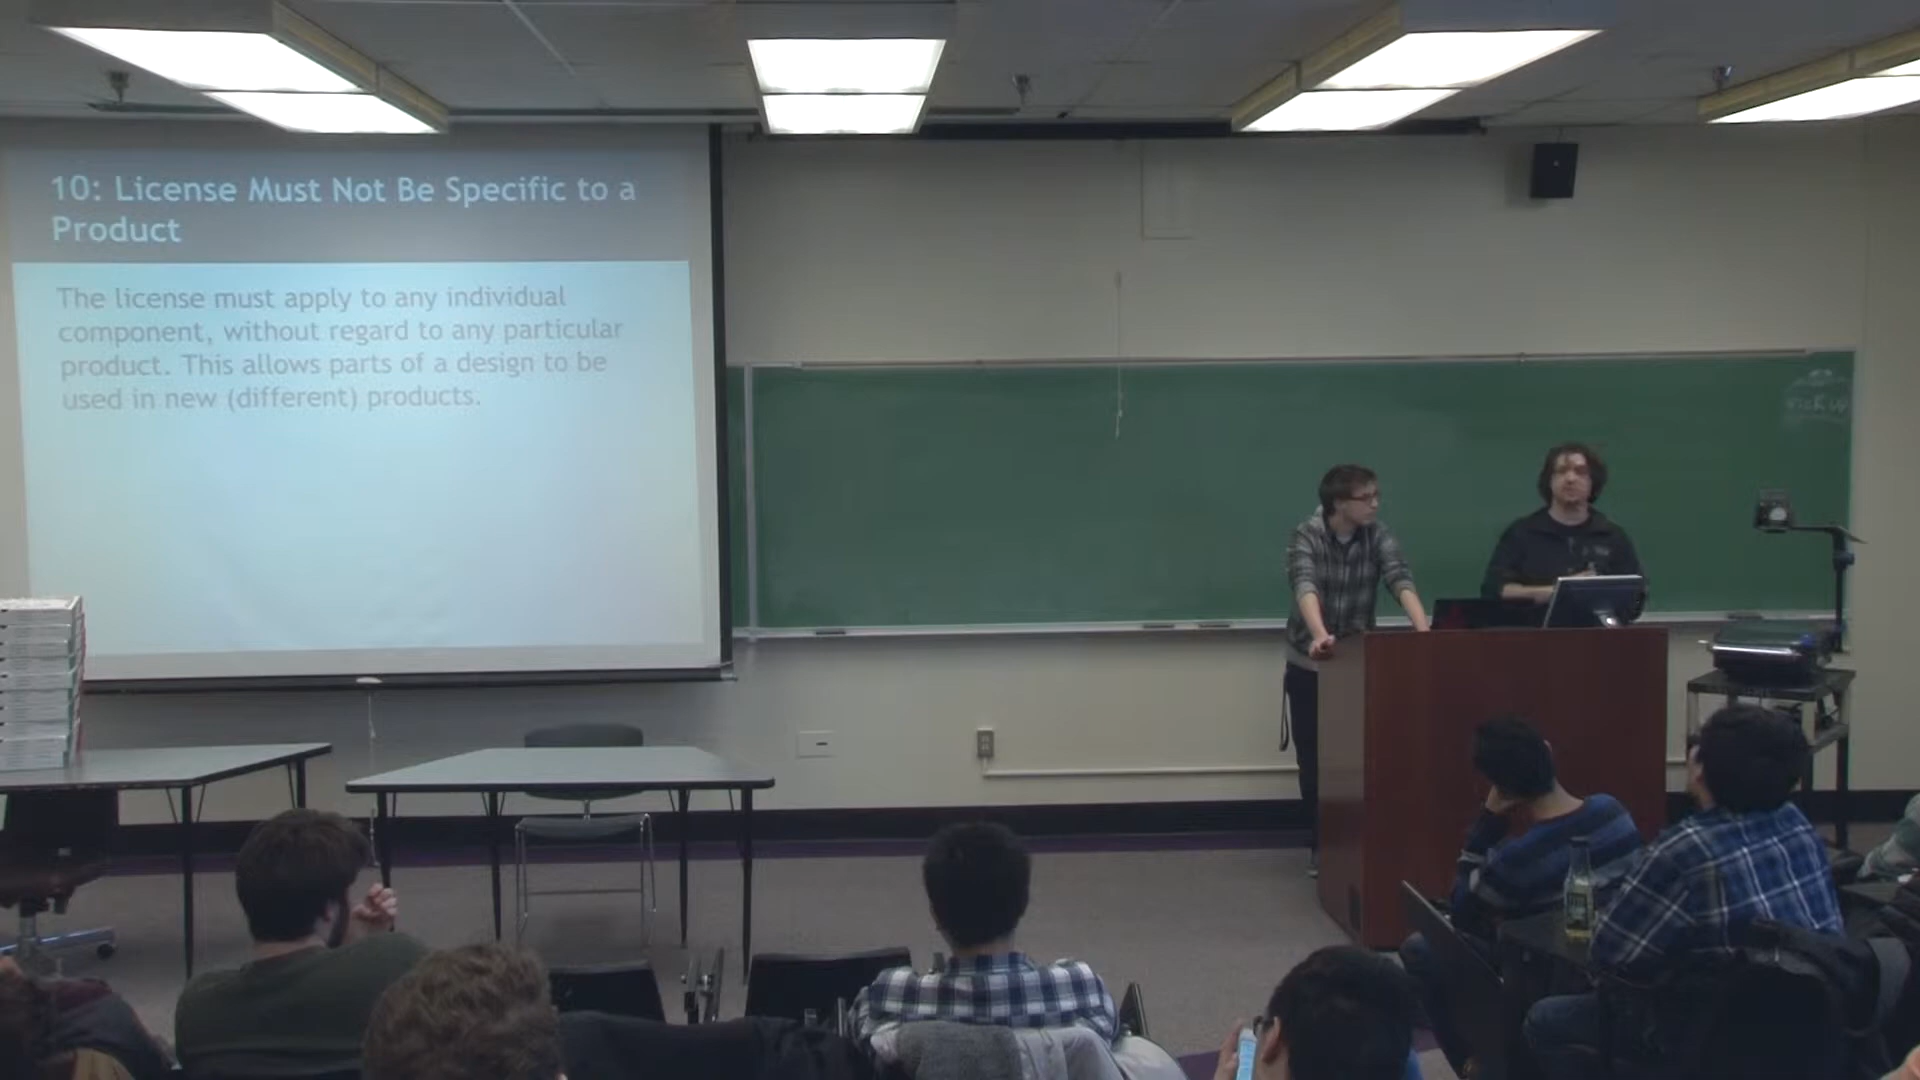 10: License Must Not Be Specific to a
Product
The license must apply to any individual
component, without regard to any particular
product. This allows parts of a design to be
used in new (different) products.